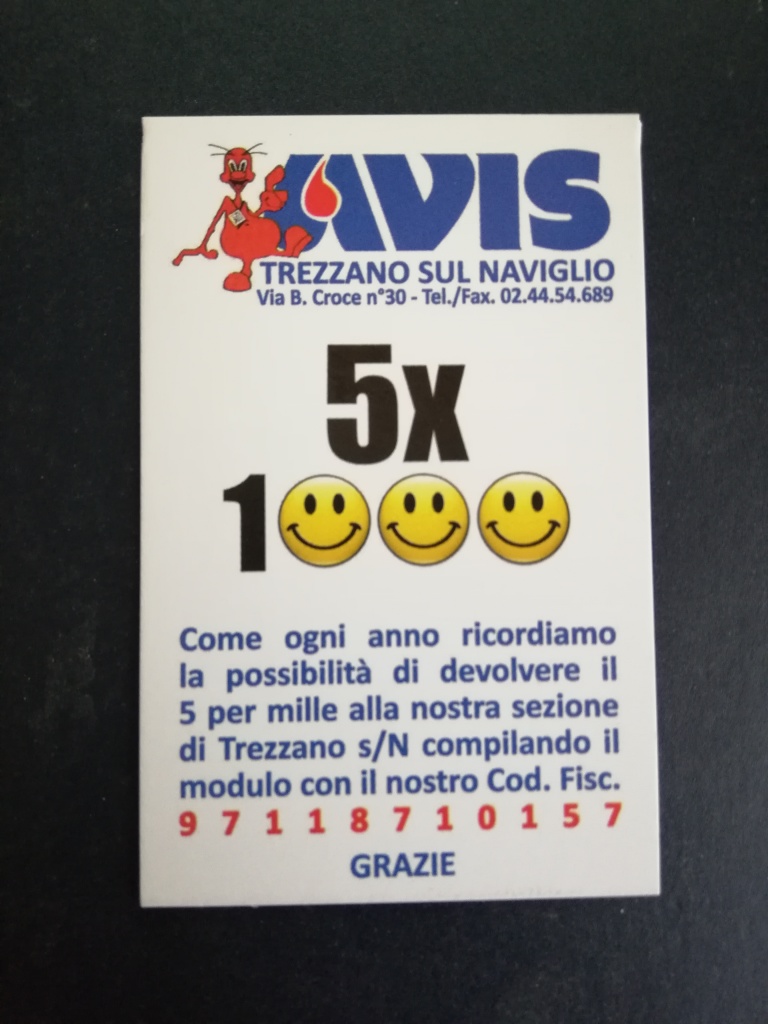 AVIS
TREZZANO SUL NAVIGLIO
Via B. Croce n°30 - Tel./Fax. 02.44.54.689
5x
1
Come ogni anno ricordiamo
la possibilità di devolvere il
5 per mille alla nostra sezione
di Trezzano s/N compilando il
modulo con il nostro Cod. Fisc.
9 7 1 1 8 7 1 0 1 5 7
GRAZIE